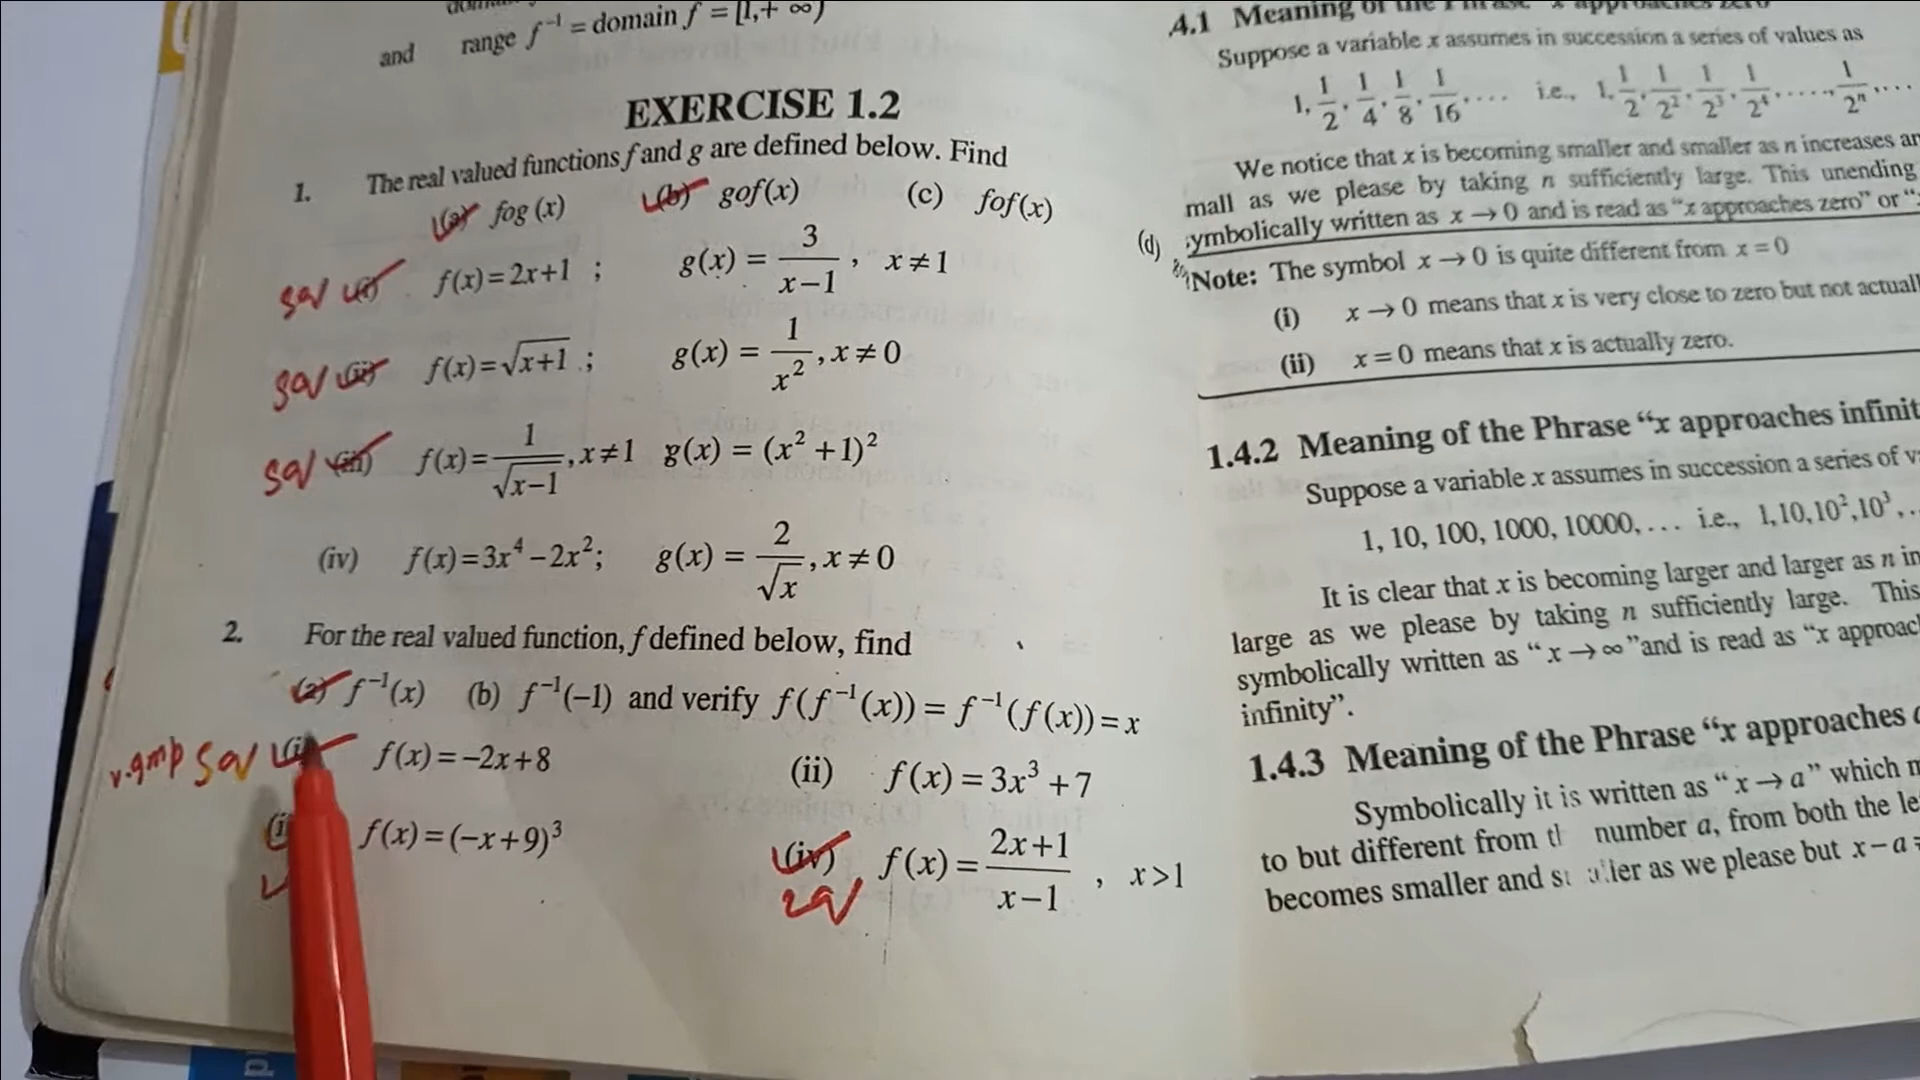 and range f⁻¹ = domain f = [1,+ ∞)
EXERCISE 1.2
1. The real valued functions f and g are defined below. Find
(a) fog (x) (b) gof(x) (c) fof(x) (d)
(i) f(x)=2x+1 ; g(x) = 3/(x−1) , x≠1
(ii) f(x)=√(x+1) ; g(x) = 1/x² , x≠0
(iii) f(x)=1/√(x−1) , x≠1 g(x) = (x² +1)²
(iv) f(x)=3x⁴ −2x²; g(x) = 2/√x , x≠0
2. For the real valued function, f defined below, find
(a) f⁻¹(x) (b) f⁻¹(−1) and verify f(f⁻¹(x)) = f⁻¹(f(x)) = x
(i) f(x)=−2x+8 (ii) f(x) = 3x³ +7
f(x)=(−x+9)³ (iv) f(x) = (2x+1)/(x−1) , x>1
4.1 Meaning of the Phrase "x approaches zero
Suppose a variable x assumes in succession a series of values as
1, 1/2, 1/4, 1/8, 1/16, .... i.e., 1, 1/2, 1/2², 1/2³, 1/2⁴, ....., 1/2ⁿ, ....
We notice that x is becoming smaller and smaller as n increases
mall as we please by taking n sufficiently large. This unending
ymbolically written as x → 0 and is read as "x approaches zero" or
Note: The symbol x → 0 is quite different from x = 0
(i) x → 0 means that x is very close to zero but not
(ii) x = 0 means that x is actually zero.
1.4.2 Meaning of the Phrase "x approaches
Suppose a variable x assumes in succession a series of
1, 10, 100, 1000, 10000, ... i.e., 1,10,10²,10³,..
It is clear that x is becoming larger and larger as n
large as we please by taking n sufficiently large. This
symbolically written as "x → ∞" and is read as "x
infinity".
1.4.3 Meaning of the Phrase "x approaches
Symbolically it is written as "x → a" which
to but different from number a, from both the
becomes smaller and as we please but x − a